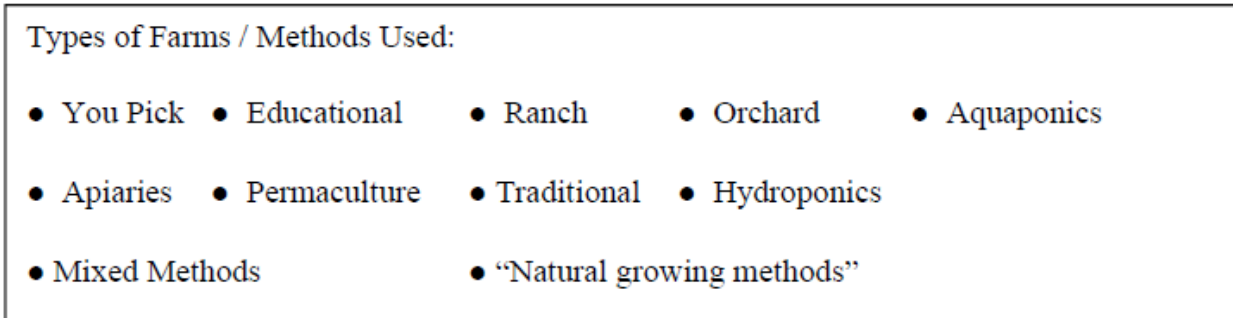 Types of Farms / Methods Used:
● You Pick ● Educational ● Ranch ● Orchard ● Aquaponics
● Apiaries ● Permaculture ● Traditional ● Hydroponics
● Mixed Methods ● “Natural growing methods”